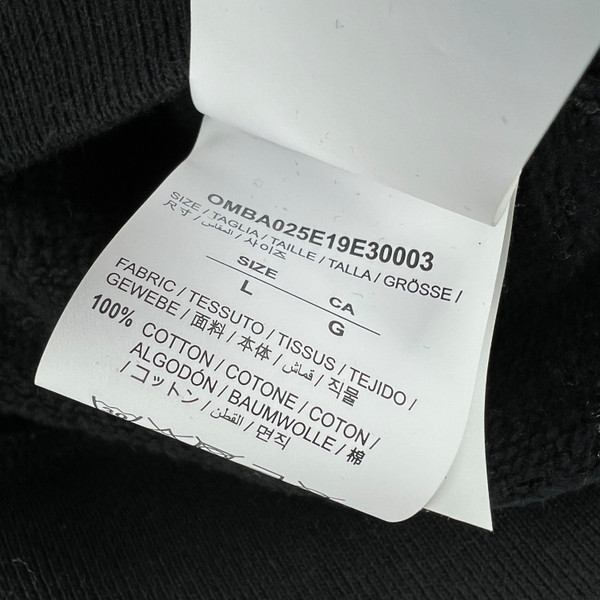 OMBA025E19E30003
SIZE / TAGLIA / TAILLE / TALLA / GRÖSSE /
尺寸 / المقاس / 사이즈
SIZE CA
L G
FABRIC / TESSUTO / TISSUS / TEJIDO /
GEWEBE / 面料 / 本体 / قماش / 직물
100% COTTON / COTONE / COTON /
ALGODÓN / BAUMWOLLE / 棉
/ コットン / القطن / 면직